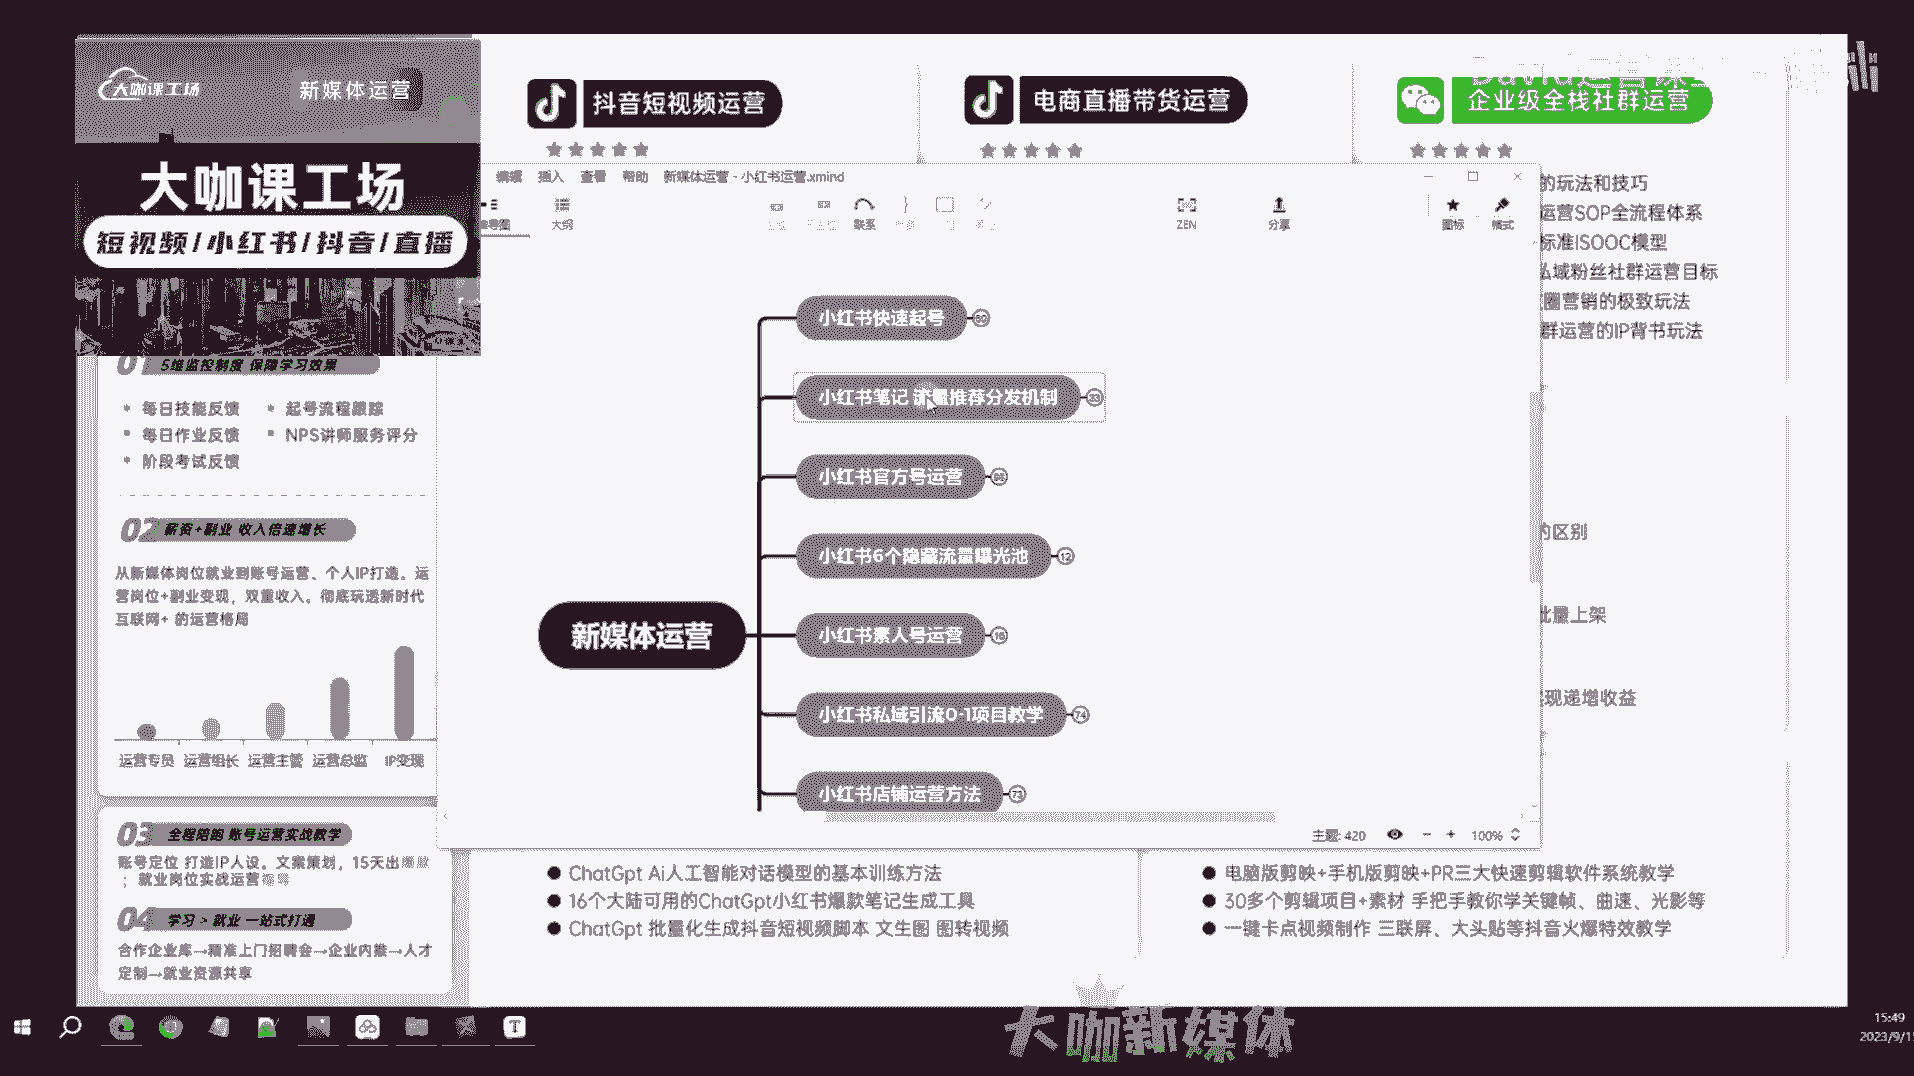 大咖课工场
新媒体运营
大咖课工场
短视频/小红书/抖音/直播
抖音短视频运营
电商直播带货运营
企业级全栈社群运营
编辑 插入 查看 帮助 新媒体运营 - 小红书运营.xmind
大纲
联系
ZEN
分享
图标
格式
的玩法和技巧
运营SOP全流程体系
标准ISOOC模型
私域粉丝社群运营目标
圈营销的极致玩法
群运营的IP背书玩法
的区别
批量上架
现递增收益
01 5维监控制度 保障学习效果
每日技能反馈
起号流程跟踪
每日作业反馈
NPS讲师服务评分
阶段考试反馈
02 薪资+副业 收入倍速增长
从新媒体岗位就业到账号运营、个人IP打造。运
营岗位+副业变现，双重收入。彻底玩透新时代
互联网+ 的运营格局
运营专员 运营组长 运营主管 运营总监 IP变现
03 全程陪跑 账号运营实战教学
账号定位 打造IP人设。文案策划，15天出爆款
；就业岗位实战运营
04 学习 > 就业 一站式打通
合作企业库→精准上门招聘会→企业内推→人才
定制→就业资源共享
新媒体运营
小红书快速起号
小红书笔记 流量推荐分发机制
小红书官方号运营
小红书6个隐藏流量曝光池 12
小红书素人号运营
小红书私域引流0-1项目教学 74
小红书店铺运营方法 73
主题: 420
100%
ChatGpt Ai人工智能对话模型的基本训练方法
16个大陆可用的ChatGpt小红书爆款笔记生成工具
ChatGpt 批量化生成抖音短视频脚本 文生图 图转视频
电脑版剪映+手机版剪映+PR三大快速剪辑软件系统教学
30多个剪辑项目+素材 手把手教你学关键帧、曲速、光影等
一键卡点视频制作 三联屏、大头贴等抖音火爆特效教学
大咖新媒体
15:49